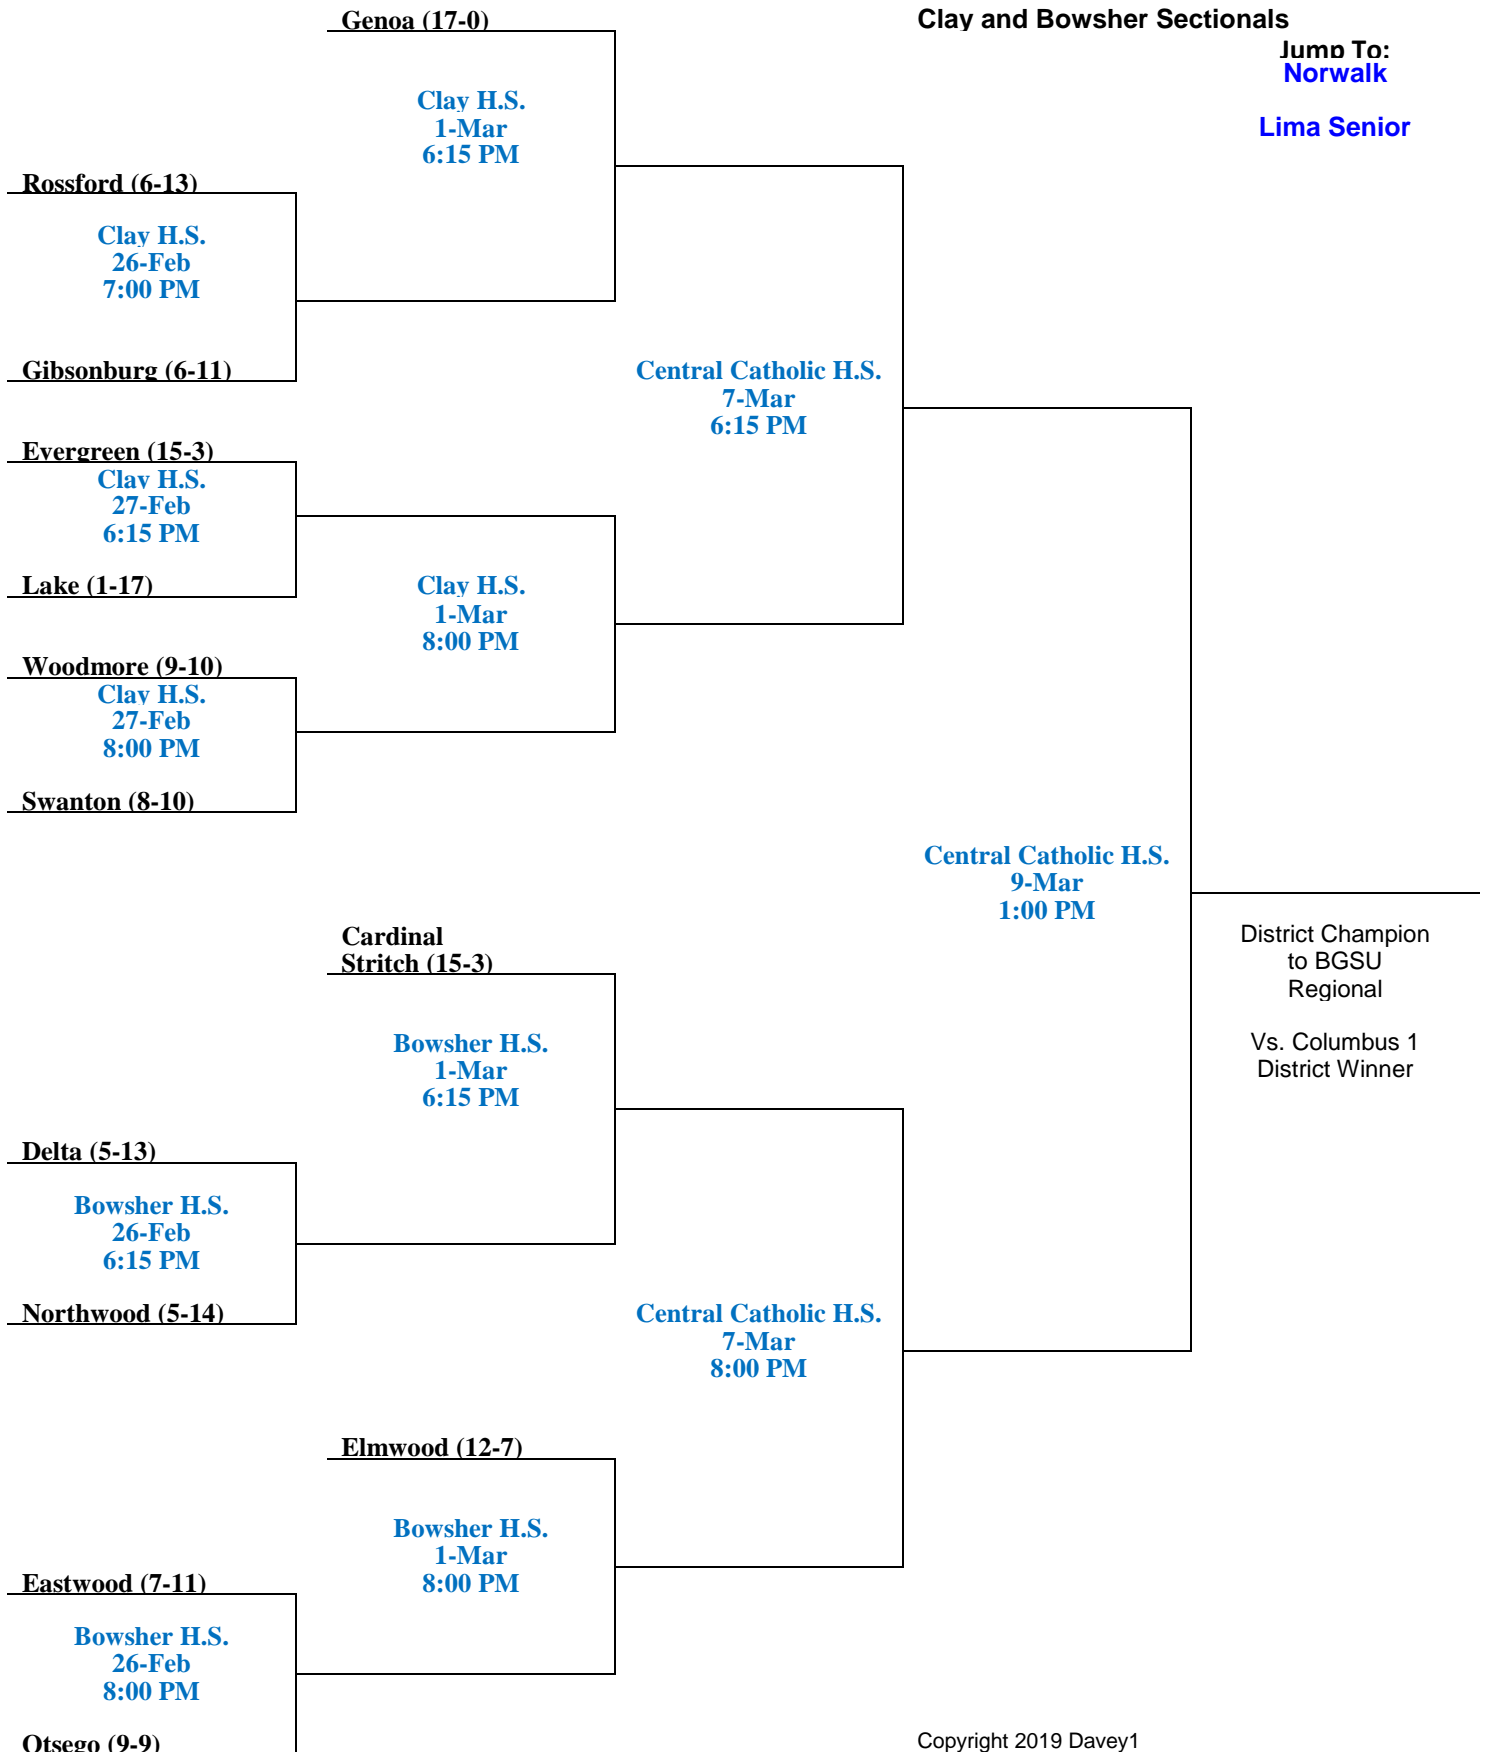 Genoa (17-0)
Clay and Bowsher Sectionals
Jump To:
Norwalk
Lima Senior
Clay H.S.
1-Mar
6:15 PM
Rossford (6-13)
Clay H.S.
26-Feb
7:00 PM
Gibsonburg (6-11)
Central Catholic H.S.
7-Mar
6:15 PM
Evergreen (15-3)
Clay H.S.
27-Feb
6:15 PM
Lake (1-17)
Clay H.S.
1-Mar
8:00 PM
Woodmore (9-10)
Clay H.S.
27-Feb
8:00 PM
Swanton (8-10)
Central Catholic H.S.
9-Mar
1:00 PM
District Champion
to BGSU
Regional
Vs. Columbus 1
District Winner
Cardinal
Stritch (15-3)
Bowsher H.S.
1-Mar
6:15 PM
Delta (5-13)
Bowsher H.S.
26-Feb
6:15 PM
Northwood (5-14)
Central Catholic H.S.
7-Mar
8:00 PM
Elmwood (12-7)
Bowsher H.S.
1-Mar
8:00 PM
Eastwood (7-11)
Bowsher H.S.
26-Feb
8:00 PM
Otsego (9-9)
Copyright 2019 Davey1